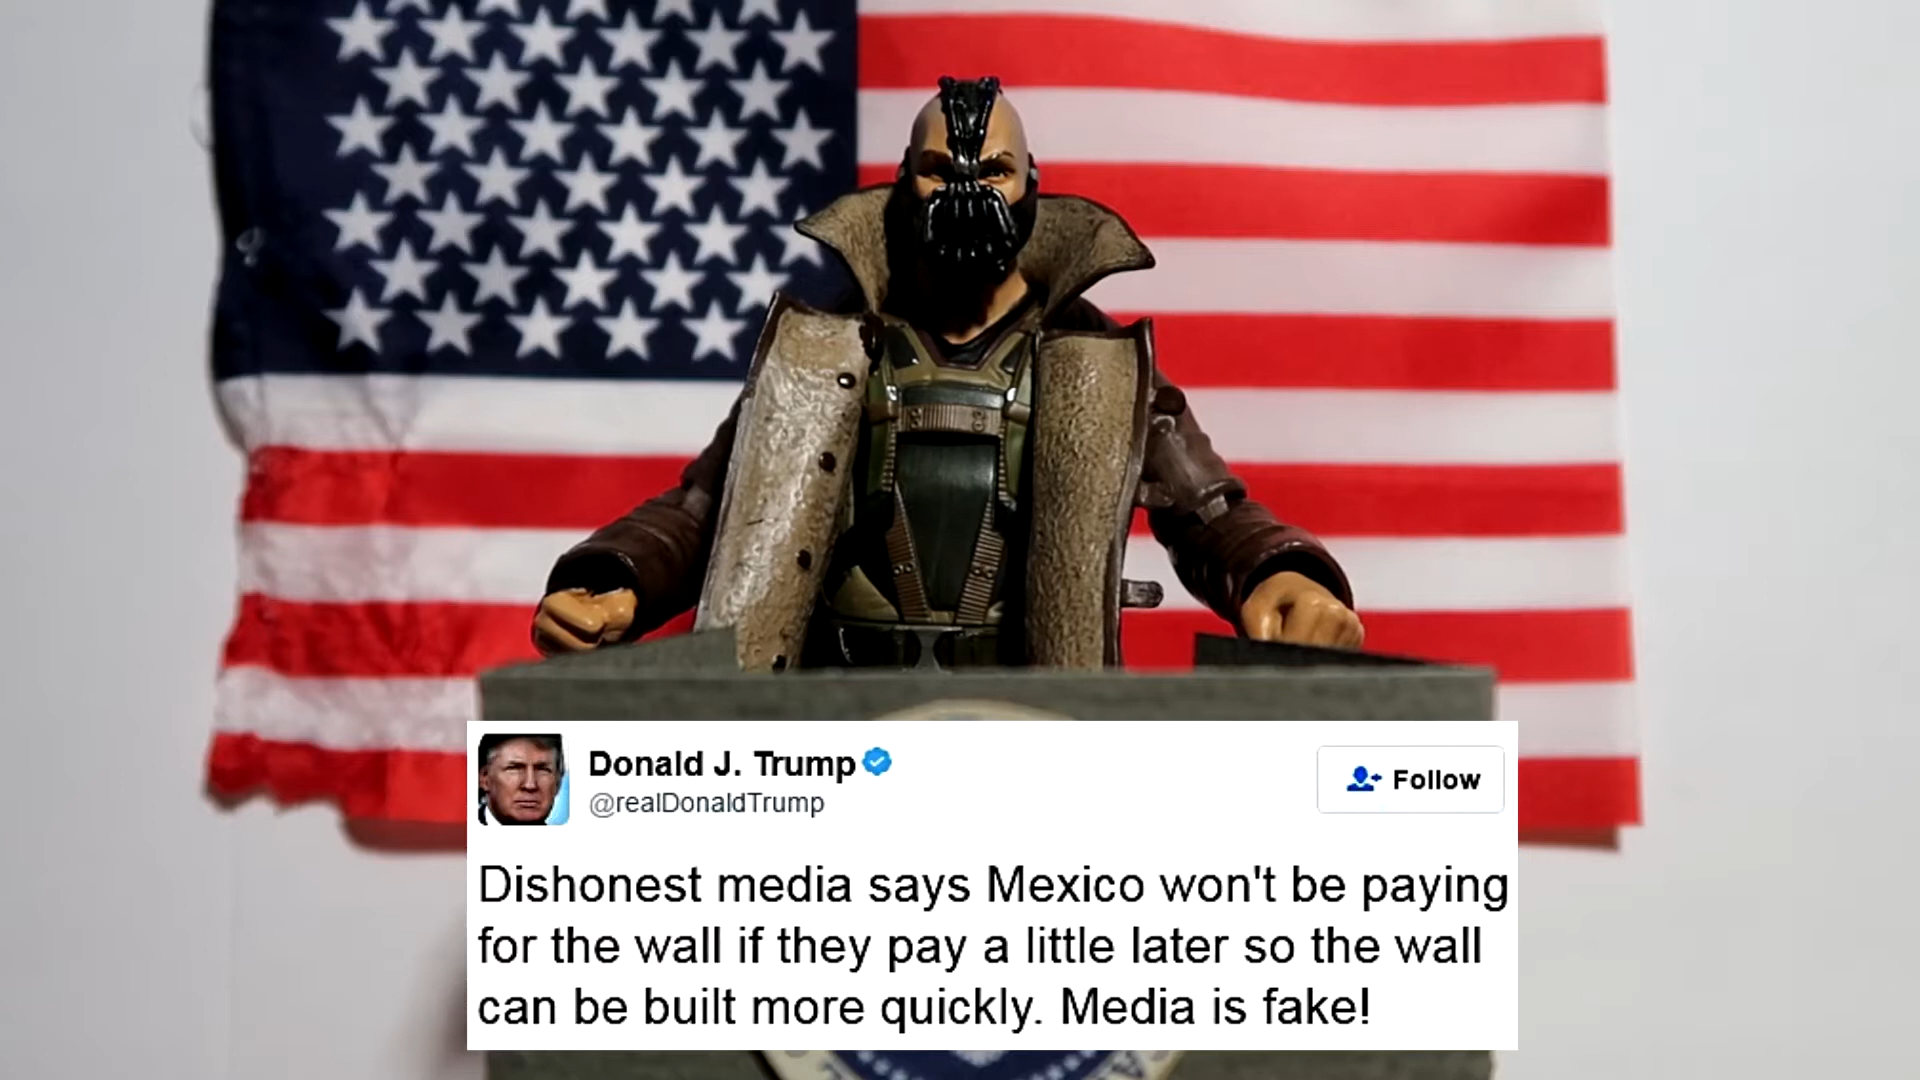 Donald J. Trump
@realDonaldTrump
Follow
Dishonest media says Mexico won't be paying
for the wall if they pay a little later so the wall
can be built more quickly. Media is fake!